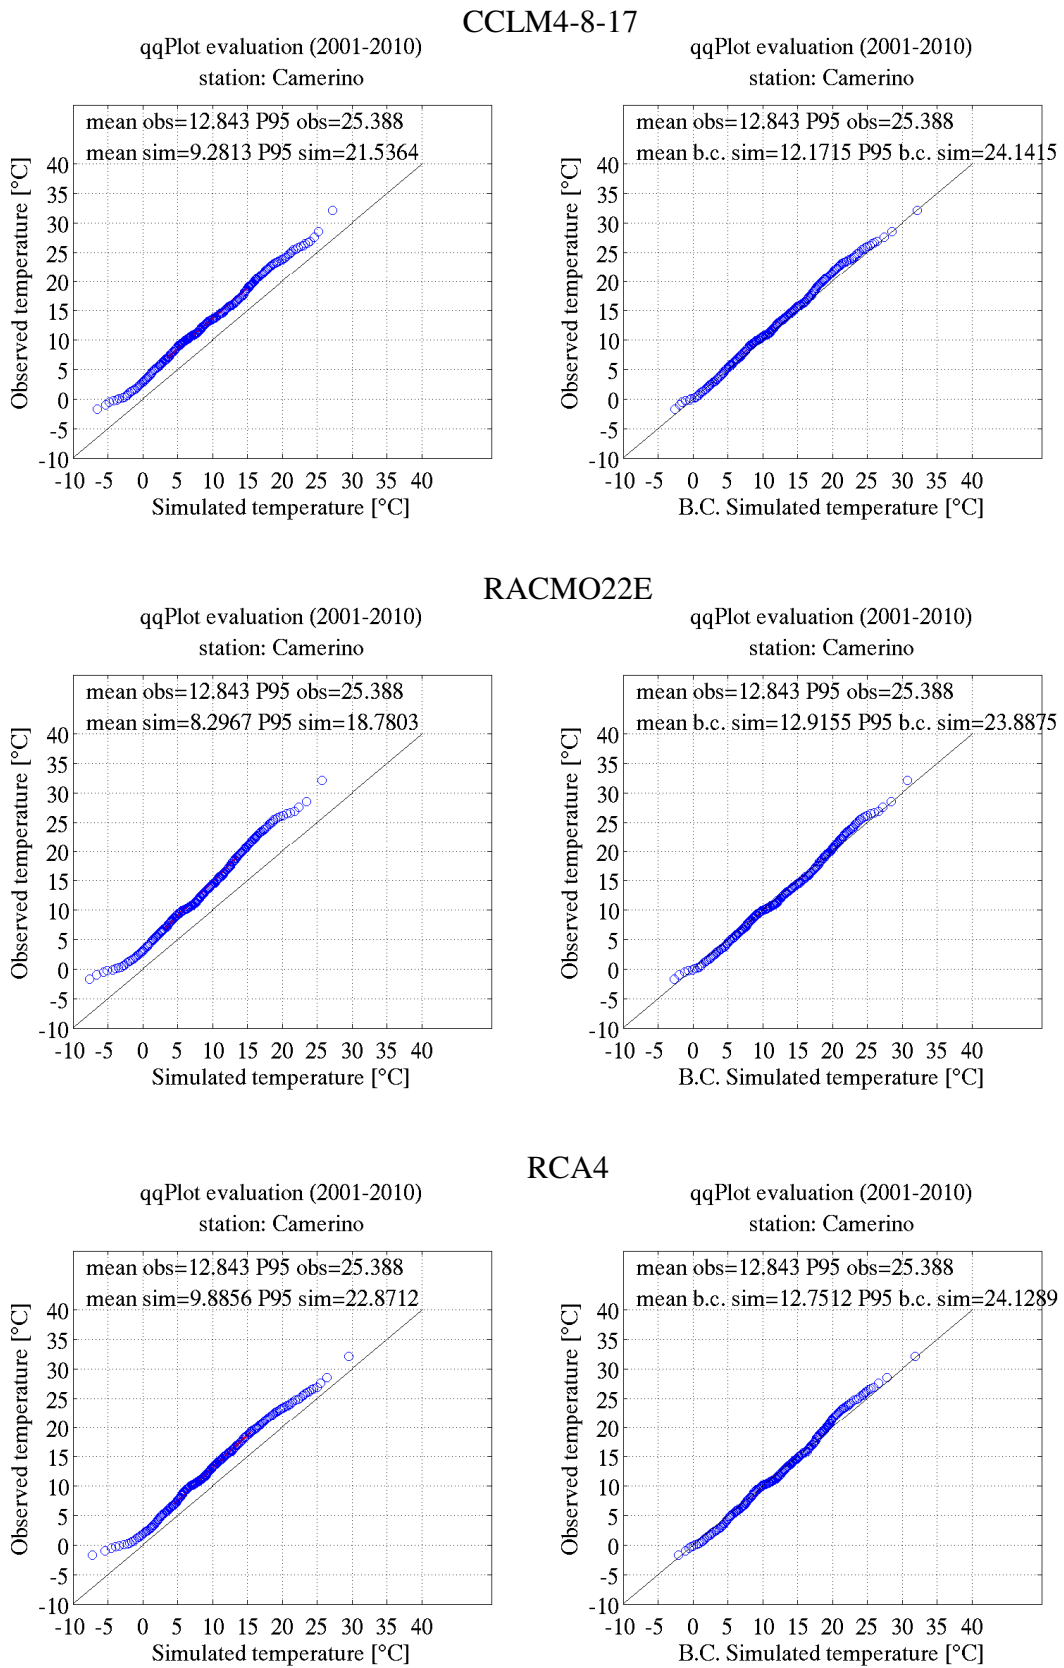 CCLM4-8-17
qqPlot evaluation (2001-2010)
station: Camerino
mean obs=12.843 P95 obs=25.388
mean sim=9.2813 P95 sim=21.5364
Observed temperature [°C]
40
35
30
25
20
15
10
5
0
-5
-10
-10 -5 0 5 10 15 20 25 30 35 40
Simulated temperature [°C]
qqPlot evaluation (2001-2010)
station: Camerino
mean obs=12.843 P95 obs=25.388
mean b.c. sim=12.1715 P95 b.c. sim=24.1415
Observed temperature [°C]
40
35
30
25
20
15
10
5
0
-5
-10
-10 -5 0 5 10 15 20 25 30 35 40
B.C. Simulated temperature [°C]
RACMO22E
qqPlot evaluation (2001-2010)
station: Camerino
mean obs=12.843 P95 obs=25.388
mean sim=8.2967 P95 sim=18.7803
Observed temperature [°C]
40
35
30
25
20
15
10
5
0
-5
-10
-10 -5 0 5 10 15 20 25 30 35 40
Simulated temperature [°C]
qqPlot evaluation (2001-2010)
station: Camerino
mean obs=12.843 P95 obs=25.388
mean b.c. sim=12.9155 P95 b.c. sim=23.8875
Observed temperature [°C]
40
35
30
25
20
15
10
5
0
-5
-10
-10 -5 0 5 10 15 20 25 30 35 40
B.C. Simulated temperature [°C]
RCA4
qqPlot evaluation (2001-2010)
station: Camerino
mean obs=12.843 P95 obs=25.388
mean sim=9.8856 P95 sim=22.8712
Observed temperature [°C]
40
35
30
25
20
15
10
5
0
-5
-10
-10 -5 0 5 10 15 20 25 30 35 40
Simulated temperature [°C]
qqPlot evaluation (2001-2010)
station: Camerino
mean obs=12.843 P95 obs=25.388
mean b.c. sim=12.7512 P95 b.c. sim=24.1289
Observed temperature [°C]
40
35
30
25
20
15
10
5
0
-5
-10
-10 -5 0 5 10 15 20 25 30 35 40
B.C. Simulated temperature [°C]